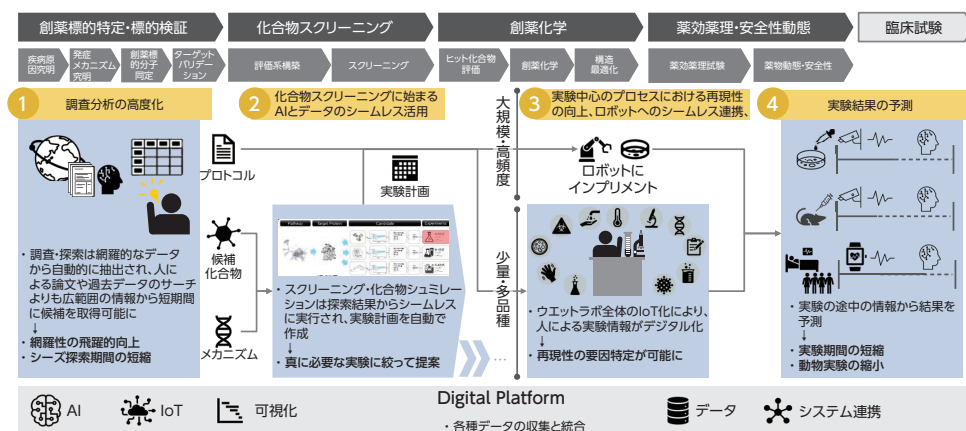 創薬標的特定・標的検証
化合物スクリーニング
創薬化学
薬効薬理・安全性動態
臨床試験
疾病原
因究明
発症
メカニズム
究明
創薬標
的分子
同定
ターゲット
バリデー
ション
評価系構築
スクリーニング
ヒット化合物
評価
創薬化学
構造
最適化
薬効薬理試験
薬物動態・安全性
1
調査分析の高度化
2
化合物スクリーニングに始まる
AIとデータのシームレス活用
大規模・高頻度
3
実験中心のプロセスにおける再現性
の向上、ロボットへのシームレス連携、
4
実験結果の予測
プロトコル
実験計画
ロボットに
インプリメント
候補
化合物
メカニズム
・調査・探索は網羅的なデータ
から自動的に抽出され、人に
よる論文や過去データのサーチ
よりも広範囲の情報から短期間
に候補を取得可能に
↓
・網羅性の飛躍的向上
・シーズ探索期間の短縮
Pathway
Target Protein
Candidate
Experiments
・スクリーニング・化合物シュミレー
ションは探索結果からシームレス
に実行され、実験計画を自動で
作成
↓
・真に必要な実験に絞って提案
…
少量・多品種
・ウエットラボ全体のIoT化により、
人による実験情報がデジタル化
↓
・再現性の要因特定が可能に
・実験の途中の情報から結果を
予測
↓
・実験期間の短縮
・動物実験の縮小
AI
IoT
可視化
Digital Platform
・各種データの収集と統合
データ
システム連携